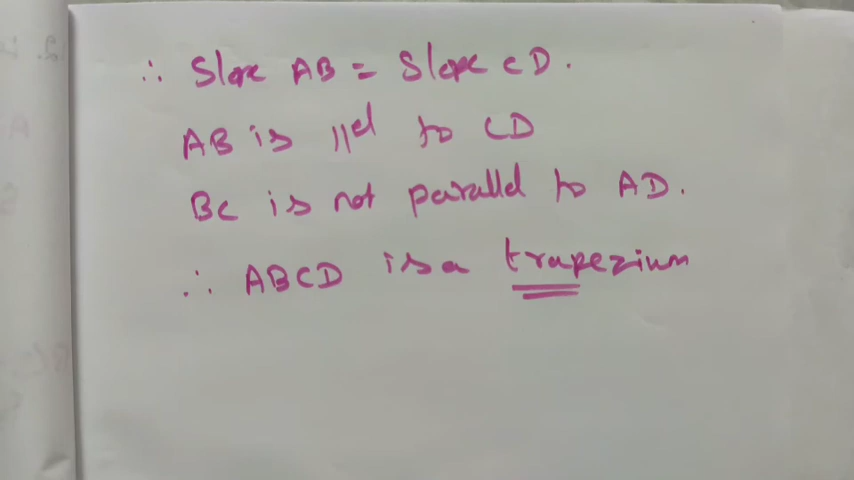 ∴ Slope AB = Slope CD.
AB is ||el to CD
BC is not parallel to AD.
∴ ABCD is a trapezium